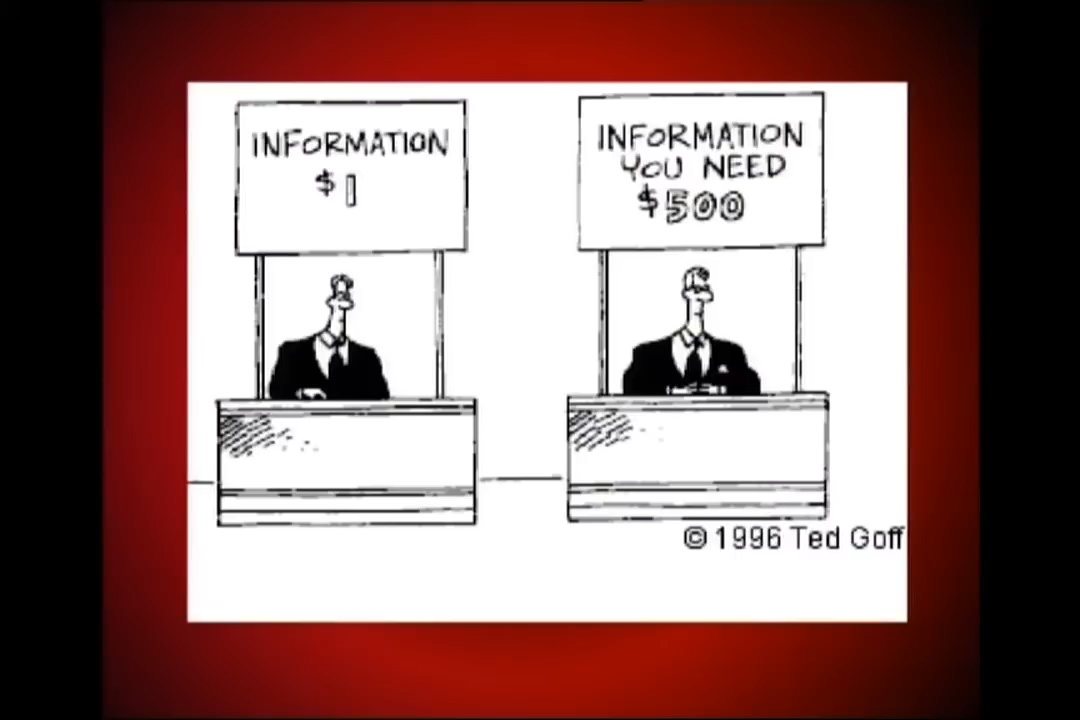 INFORMATION
$1
INFORMATION
YOU NEED
$500
© 1996 Ted Goff